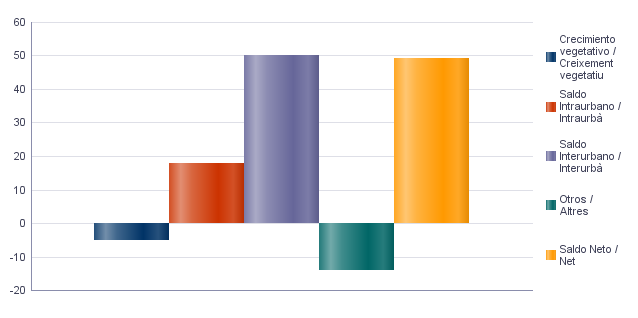 60
50
40
30
20
10
0
-10
-20
Crecimiento
vegetativo /
Creixement
vegetatiu
Saldo
Intraurbano /
Intraurbà
Saldo
Interurbano /
Interurbà
Otros /
Altres
Saldo Neto /
Net